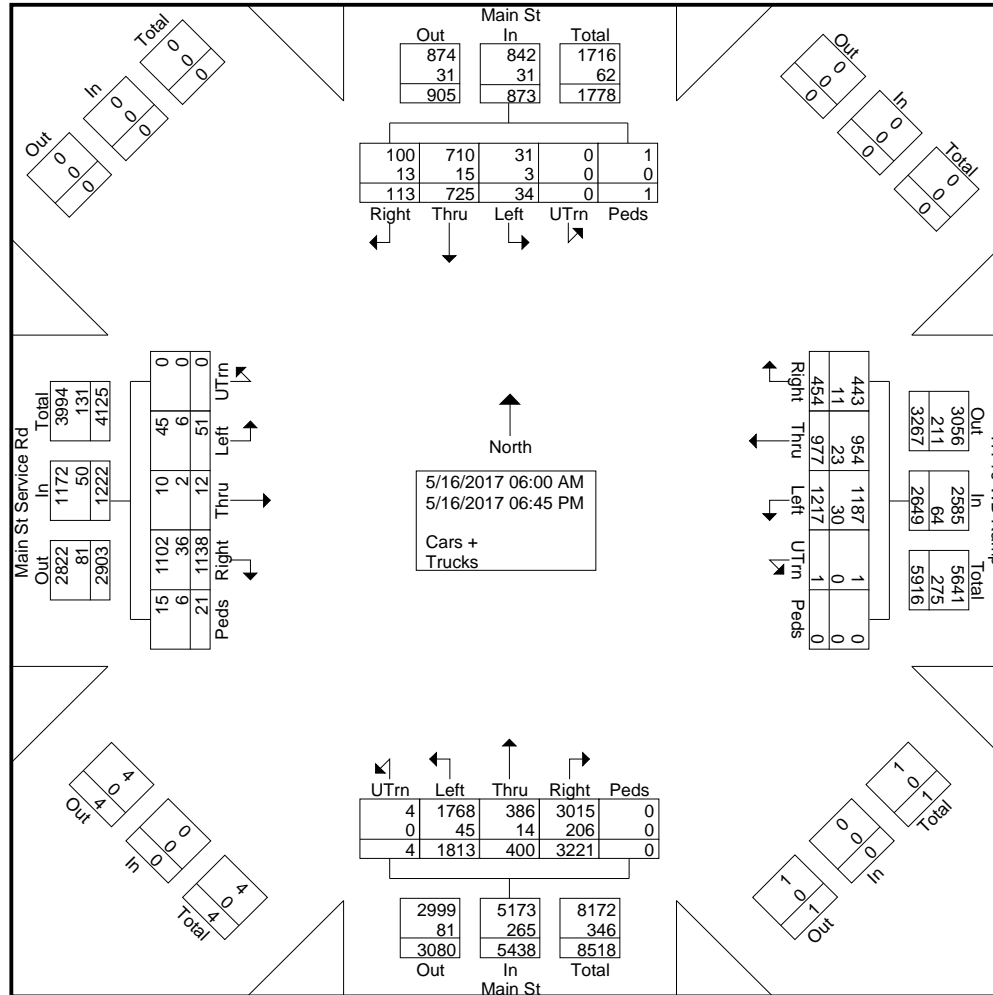 Main St
Out In Total
874 842 1716
31 31 62
905 873 1778
100 710 31 0 1
13 15 3 0 0
113 725 34 0 1
Right Thru Left UTrn Peds
Total
0 0 0
In
0 0 0
Out
0 0 0
Out
0 0 0
In
0 0 0
Total
0 0 0
Main St Service Rd
Total
3994 131 4125
In
1172 50 1222
Out
2822 81 2903
0 0 0 UTrn
45 6 51 Left
10 2 12 Thru
1102 36 1138 Right
15 6 21 Peds
North
5/16/2017 06:00 AM
5/16/2017 06:45 PM
Cars +
Trucks
Right 454 11 443
Thru 977 23 954
Left 1217 30 1187
UTrn 1 0 1
Peds 0 0 0
Out
3056
211
3267
In
2585
64
2649
Total
5641
275
5916
4 0 4
Out
0 0 0
In
4 0 4
Total
1 0 1
Total
0 0 0
In
1 0 1
Out
UTrn Left Thru Right Peds
4 1768 386 3015 0
0 45 14 206 0
4 1813 400 3221 0
2999 5173 8172
81 265 346
3080 5438 8518
Out In Total
Main St